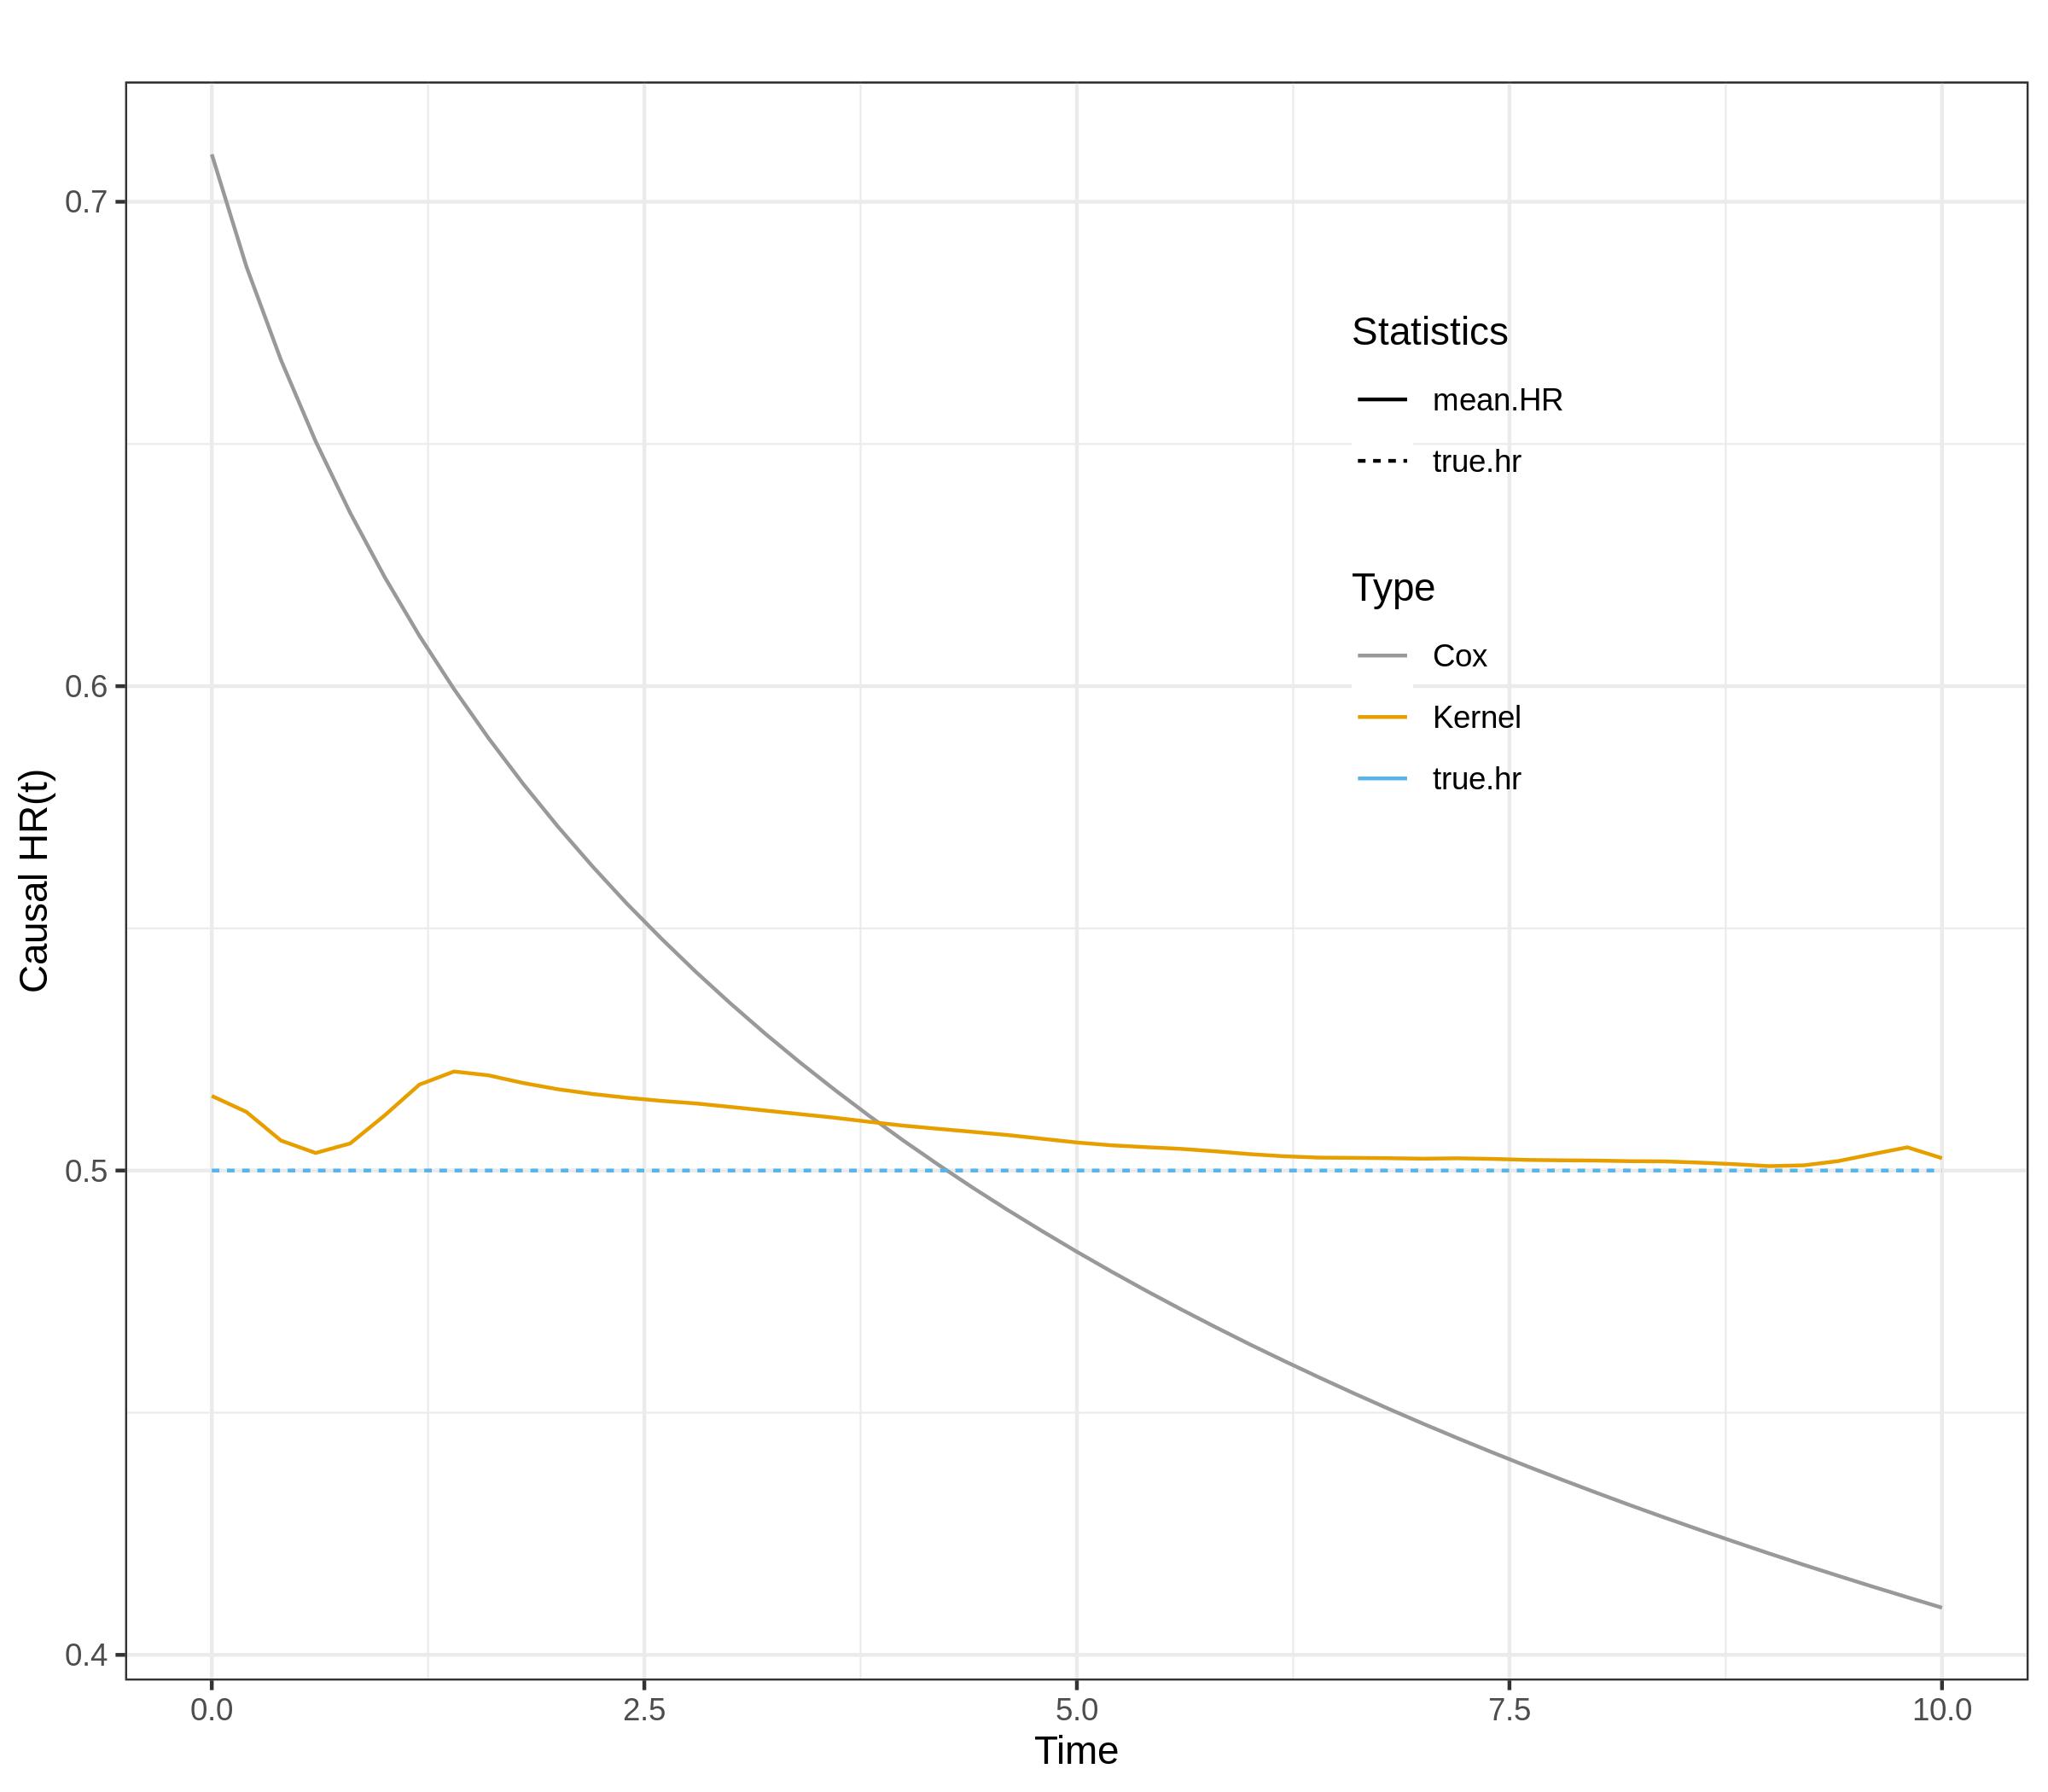 Causal HR(t)
0.7
0.6
0.5
0.4
Statistics
mean.HR
true.hr
Type
Cox
Kernel
true.hr
0.0 2.5 5.0 7.5 10.0
Time